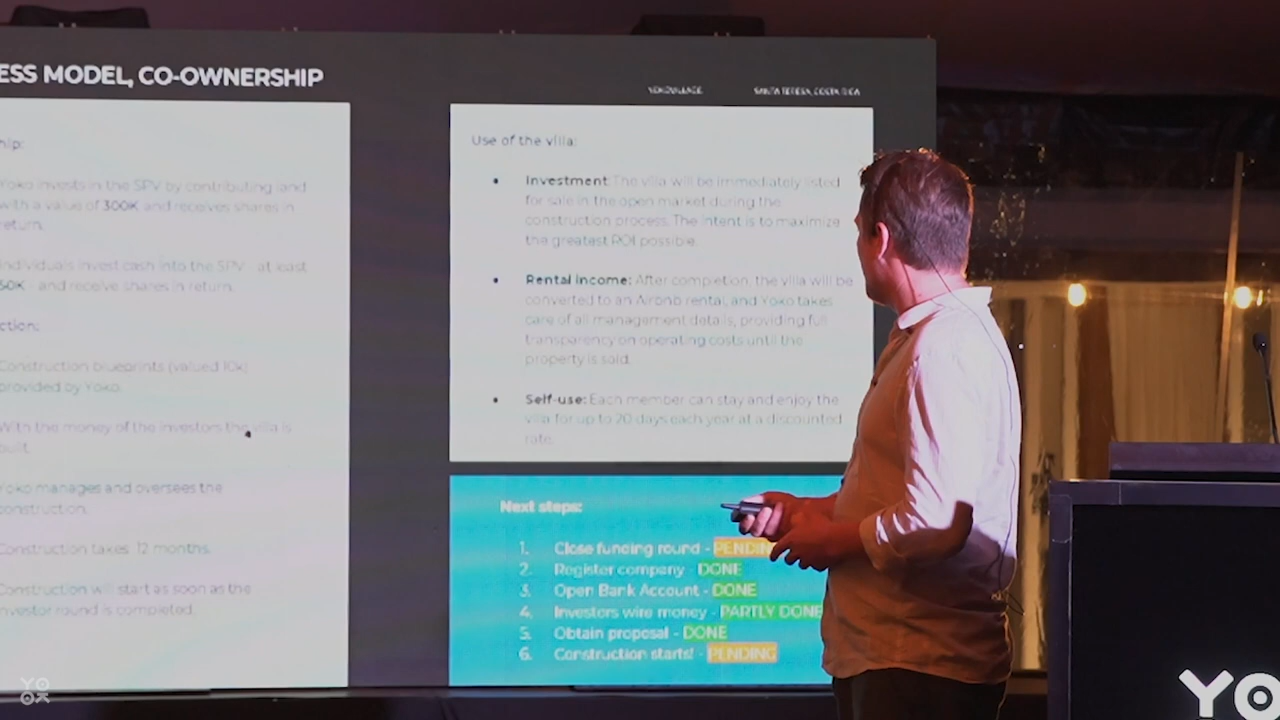 ESS MODEL, CO-OWNERSHIP
YOKO VILLAGE
SANTA TERESA, COSTA RICA
hip:
Yoko invests in the SPV by contributing land
with a value of 300K and receives shares in
return.
Individuals invest cash into the SPV - at least
50K - and receive shares in return.
ction:
Construction blueprints (valued 10k)
provided by Yoko.
With the money of the investors the villa is
built.
Yoko manages and oversees the
construction.
Construction takes 12 months.
Construction will start as soon as the
investor round is completed.
Use of the villa:
• Investment: The villa will be immediately listed
for sale in the open market during the
construction process. The intent is to maximize
the greatest ROI possible.
• Rental income: After completion, the villa will be
converted to an Airbnb rental, and Yoko takes
care of all management details, providing full
transparency on operating costs until the
property is sold.
• Self-use: Each member can stay and enjoy the
villa for up to 20 days each year at a discounted
rate.
Next steps:
1. Close funding round - PENDIN
2. Register company - DONE
3. Open Bank Account - DONE
4. Investors wire money - PARTLY DONE
5. Obtain proposal - DONE
6. Construction starts! - PENDING
YO
OK
YO